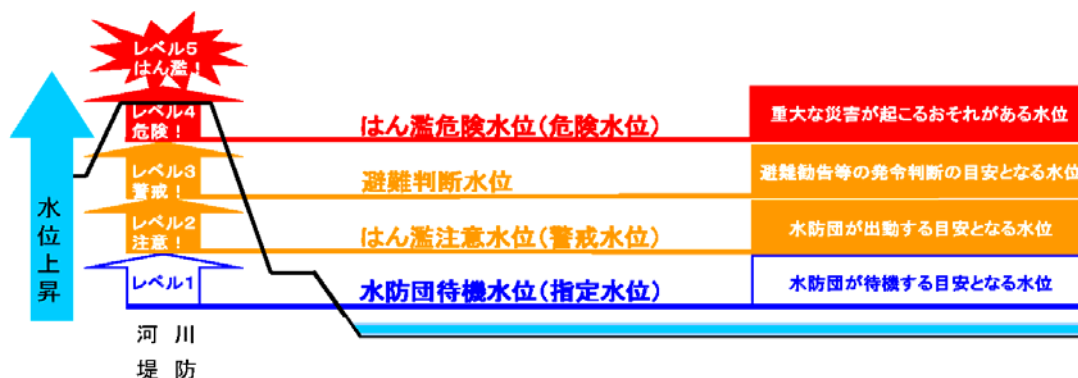 レベル5
はん濫！
レベル4
危険！
はん濫危険水位(危険水位)
重大な災害が起こるおそれがある水位
レベル3
警戒！
避難判断水位
避難勧告等の発令判断の目安となる水位
レベル2
注意！
はん濫注意水位(警戒水位)
水防団が出動する目安となる水位
レベル1
水防団待機水位(指定水位)
水防団が待機する目安となる水位
水位上昇
河川
堤防